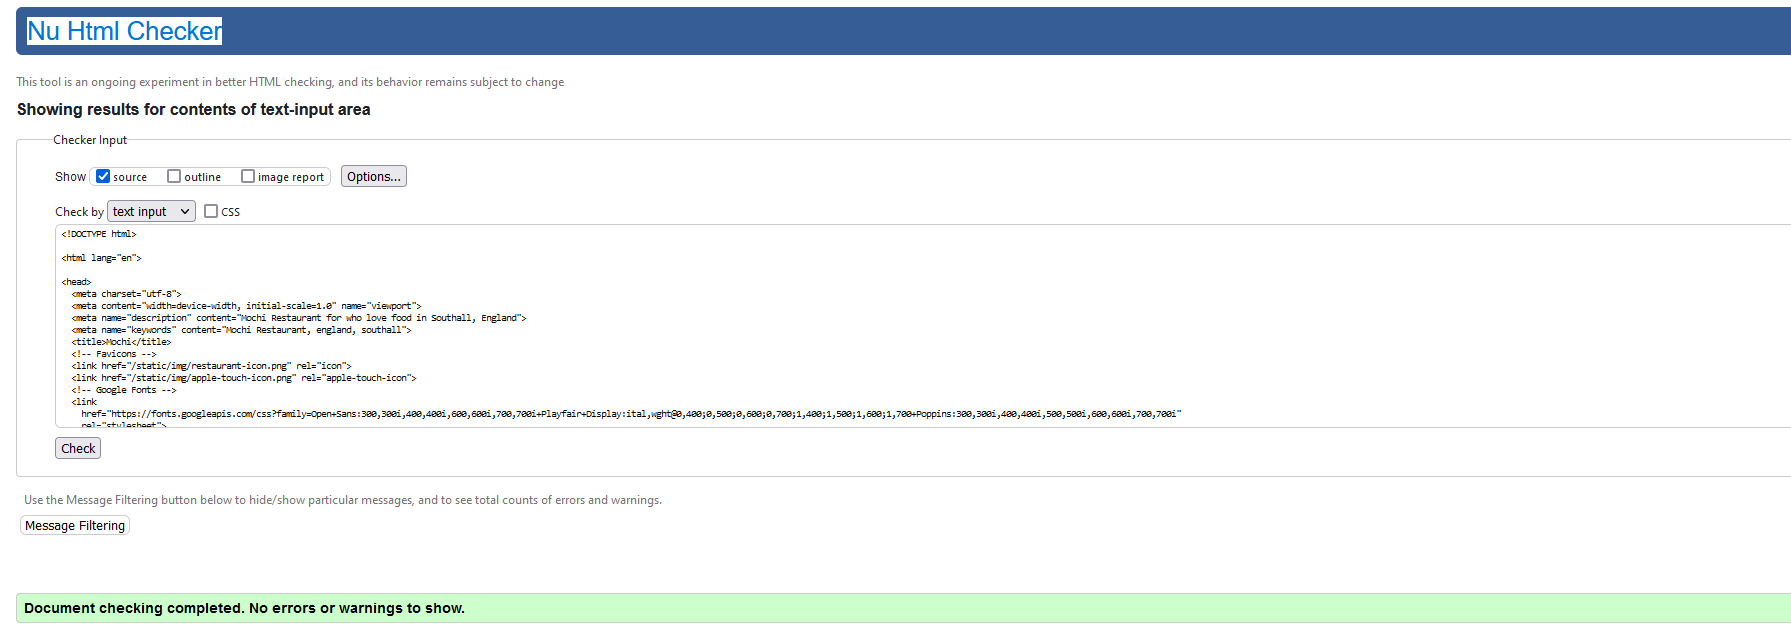 Nu Html Checker
This tool is an ongoing experiment in better HTML checking, and its behavior remains subject to change
Showing results for contents of text-input area
Checker Input
Show source outline image report Options...
Check by text input CSS
<!DOCTYPE html>
<html lang="en">
<head>
<meta charset="utf-8">
<meta content="width=device-width, initial-scale=1.0" name="viewport">
<meta name="description" content="Mochi Restaurant for who love food in Southall, England">
<meta name="keywords" content="Mochi Restaurant, england, southall">
<title>Mochi</title>
<!-- Favicons -->
<link href="/static/img/restaurant-icon.png" rel="icon">
<link href="/static/img/apple-touch-icon.png" rel="apple-touch-icon">
<!-- Google Fonts -->
<link
href="https://fonts.googleapis.com/css?family=Open+Sans:300,300i,400,400i,600,600i,700,700i+Playfair+Display:ital,wght@0,400;0,500;0,600;0,700;1,400;1,500;1,600;1,700+Poppins:300,300i,400,400i,500,500i,600,600i,700,700i"
rel="stylesheet">
Check
Use the Message Filtering button below to hide/show particular messages, and to see total counts of errors and warnings.
Message Filtering
Document checking completed. No errors or warnings to show.